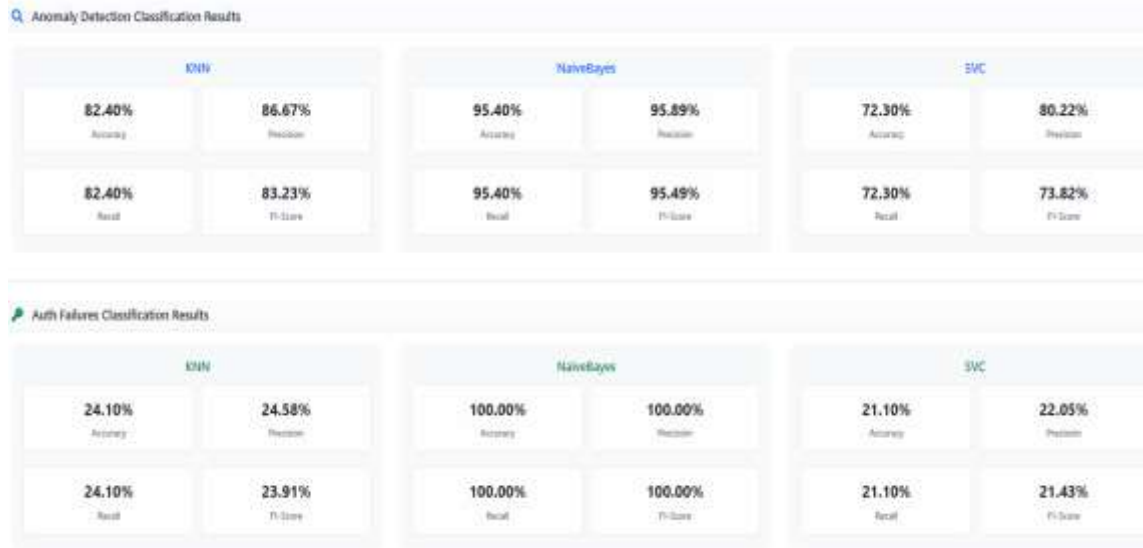 Anomaly Detection Classification Results
KNN NaiveBayes SVC
82.40% 86.67% 95.40% 95.89% 72.30% 80.22%
Accuracy Precision Accuracy Precision Accuracy Precision
82.40% 83.23% 95.40% 95.49% 72.30% 73.82%
Recall F1-Score Recall F1-Score Recall F1-Score
Auth Failures Classification Results
KNN NaiveBayes SVC
24.10% 24.58% 100.00% 100.00% 21.10% 22.05%
Accuracy Precision Accuracy Precision Accuracy Precision
24.10% 23.91% 100.00% 100.00% 21.10% 21.43%
Recall F1-Score Recall F1-Score Recall F1-Score